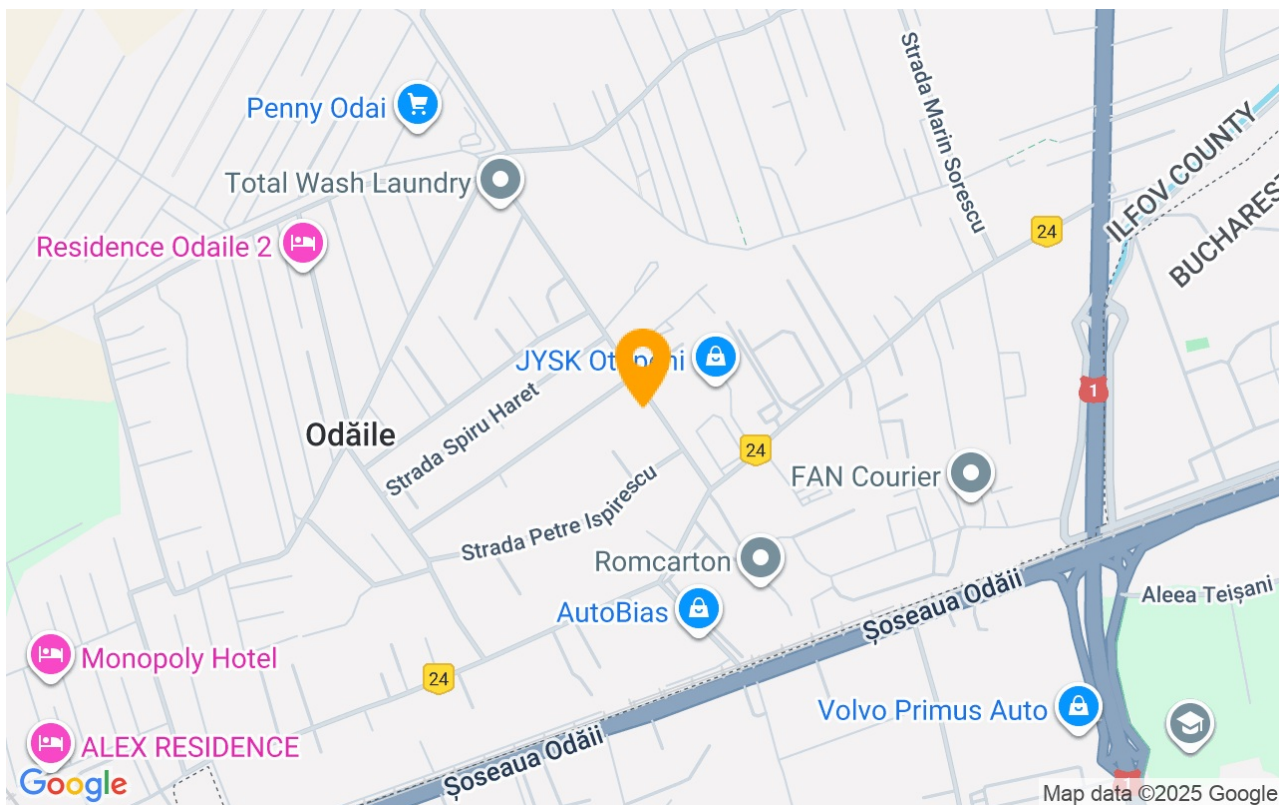 Strada Marin Sorescu
Penny Odai
ILFOV COUNTY
Total Wash Laundry
BUCHAREST
Residence Odaile 2
24
JYSK Otopeni
1
Strada Spiru Haret
Odăile
24
FAN Courier
Strada Petre Ispirescu
Romcarton
Șoseaua Odăii
Aleea Teișani
AutoBias
Monopoly Hotel
24
Volvo Primus Auto
ALEX RESIDENCE
Șoseaua Odăii
Google
1
Map data ©2025 Google